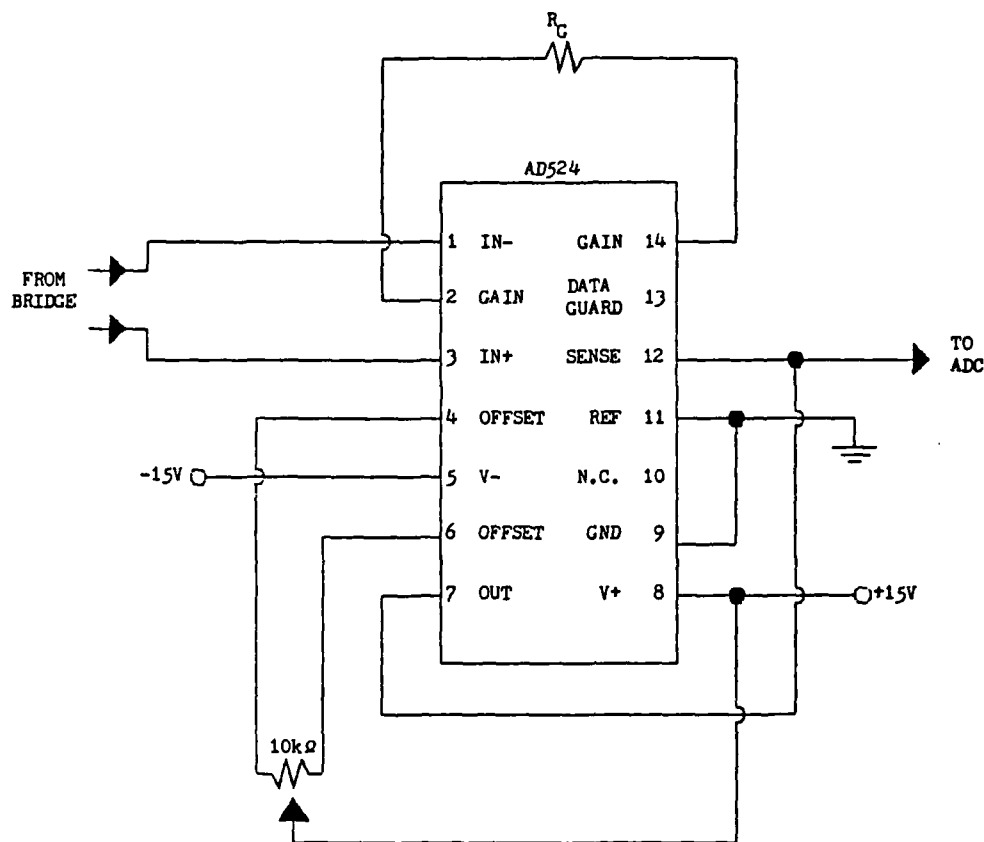 R_G
AD524
1 IN- GAIN 14
FROM
BRIDGE
2 GAIN DATA
GUARD 13
3 IN+ SENSE 12
TO
ADC
4 OFFSET REF 11
-15V
5 V- N.C. 10
6 OFFSET GND 9
7 OUT V+ 8
+15V
10kΩ